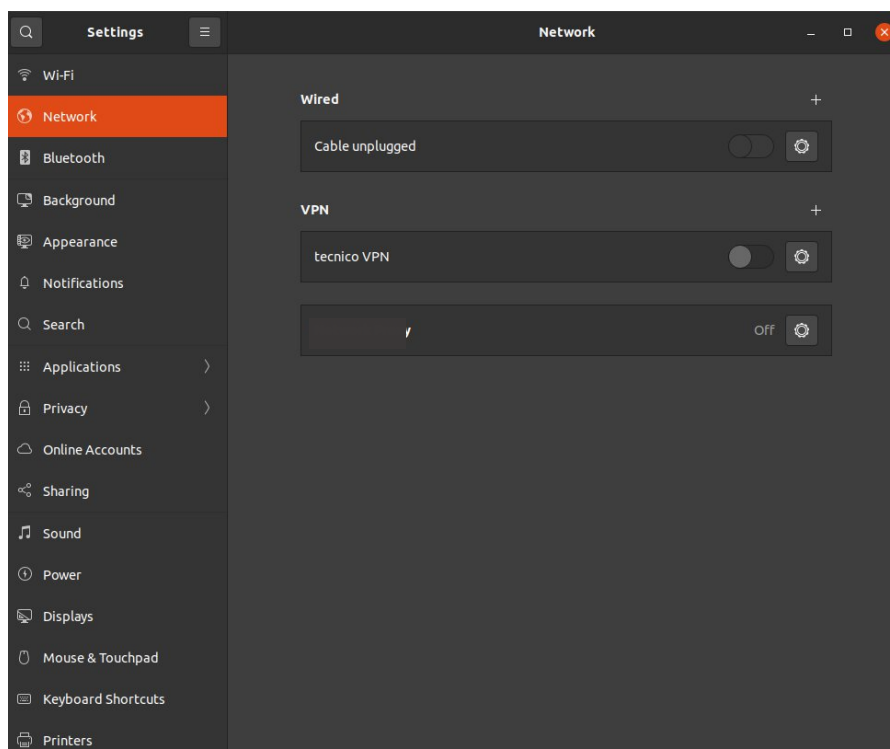 Settings
Network
Wi-Fi
Network
Bluetooth
Background
Appearance
Notifications
Search
Applications
Privacy
Online Accounts
Sharing
Sound
Power
Displays
Mouse & Touchpad
Keyboard Shortcuts
Printers
Wired
Cable unplugged
VPN
tecnico VPN
Off